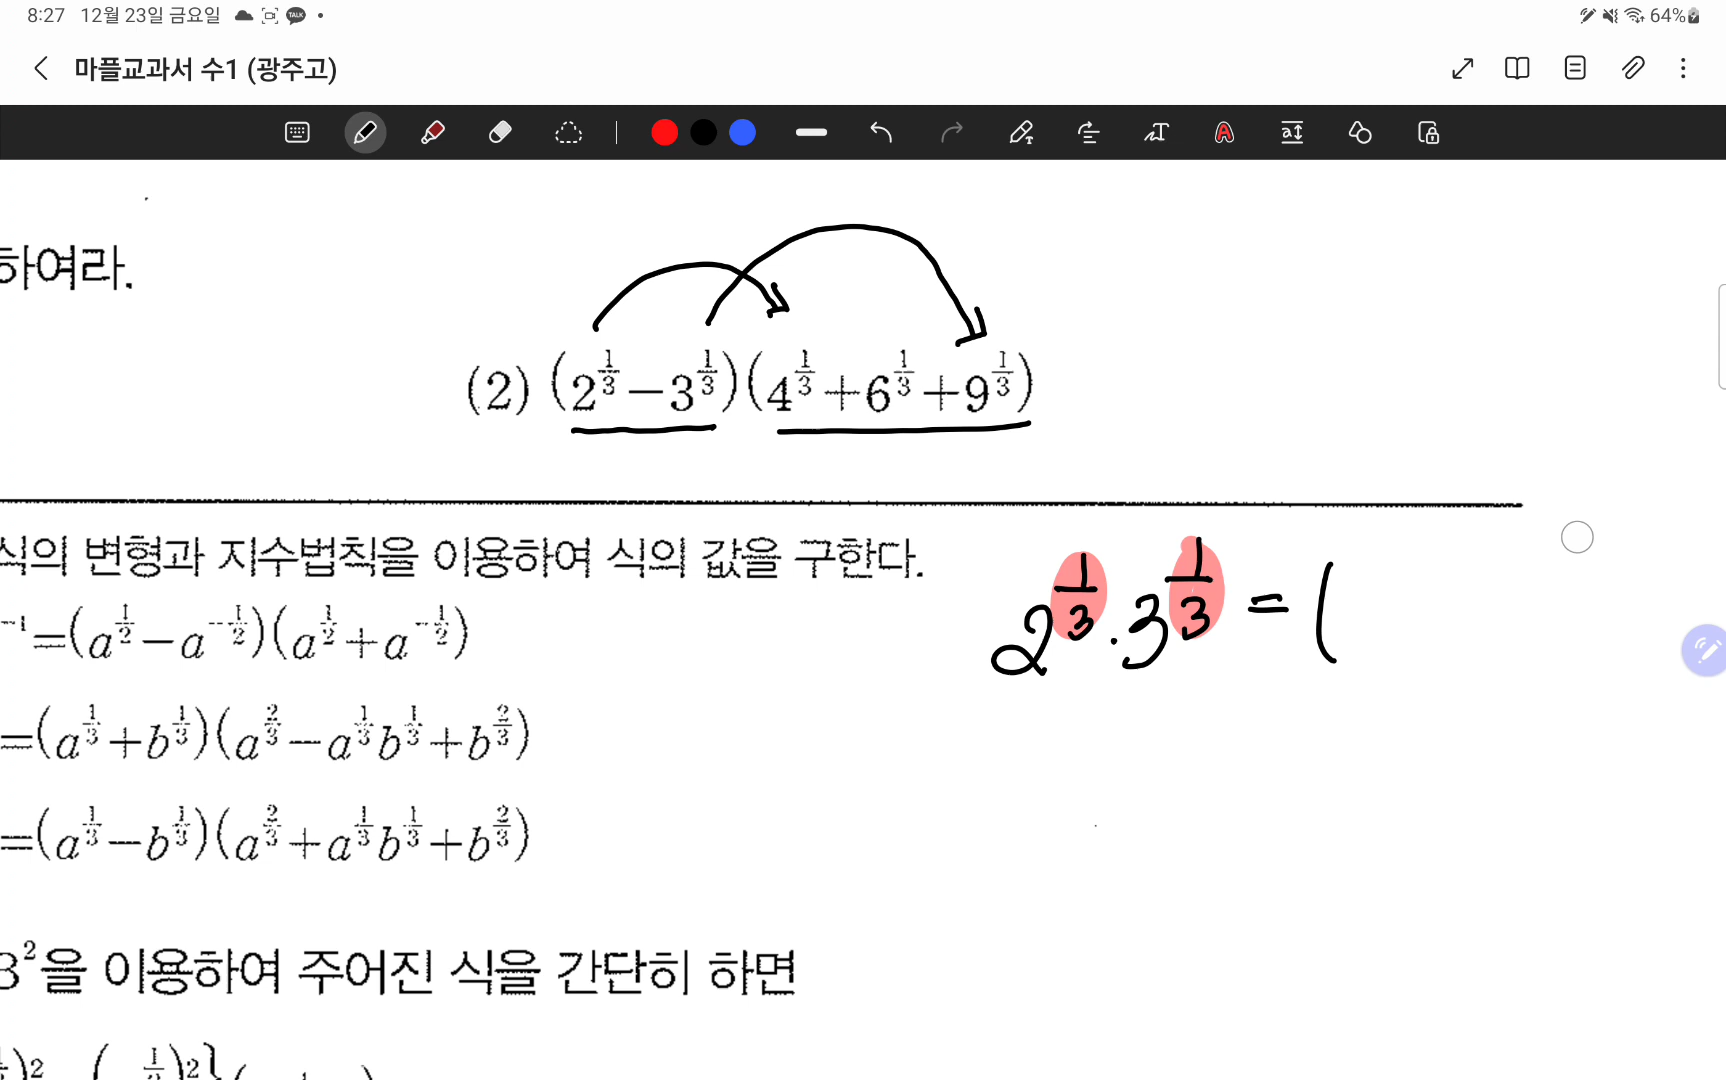 8:27 12월 23일 금요일 TALK • 64%
마플교과서 수1 (광주고)
하여라.
(2) (2^{1/3}−3^{1/3})(4^{1/3}+6^{1/3}+9^{1/3})
식의 변형과 지수법칙을 이용하여 식의 값을 구한다.
^{-1}=(a^{1/2}−a^{-1/2})(a^{1/2}+a^{-1/2})
2^{1/3}·3^{1/3}=(
=(a^{1/3}+b^{1/3})(a^{2/3}−a^{1/3}b^{1/3}+b^{2/3})
=(a^{1/3}−b^{1/3})(a^{2/3}+a^{1/3}b^{1/3}+b^{2/3})
3^2을 이용하여 주어진 식을 간단히 하면